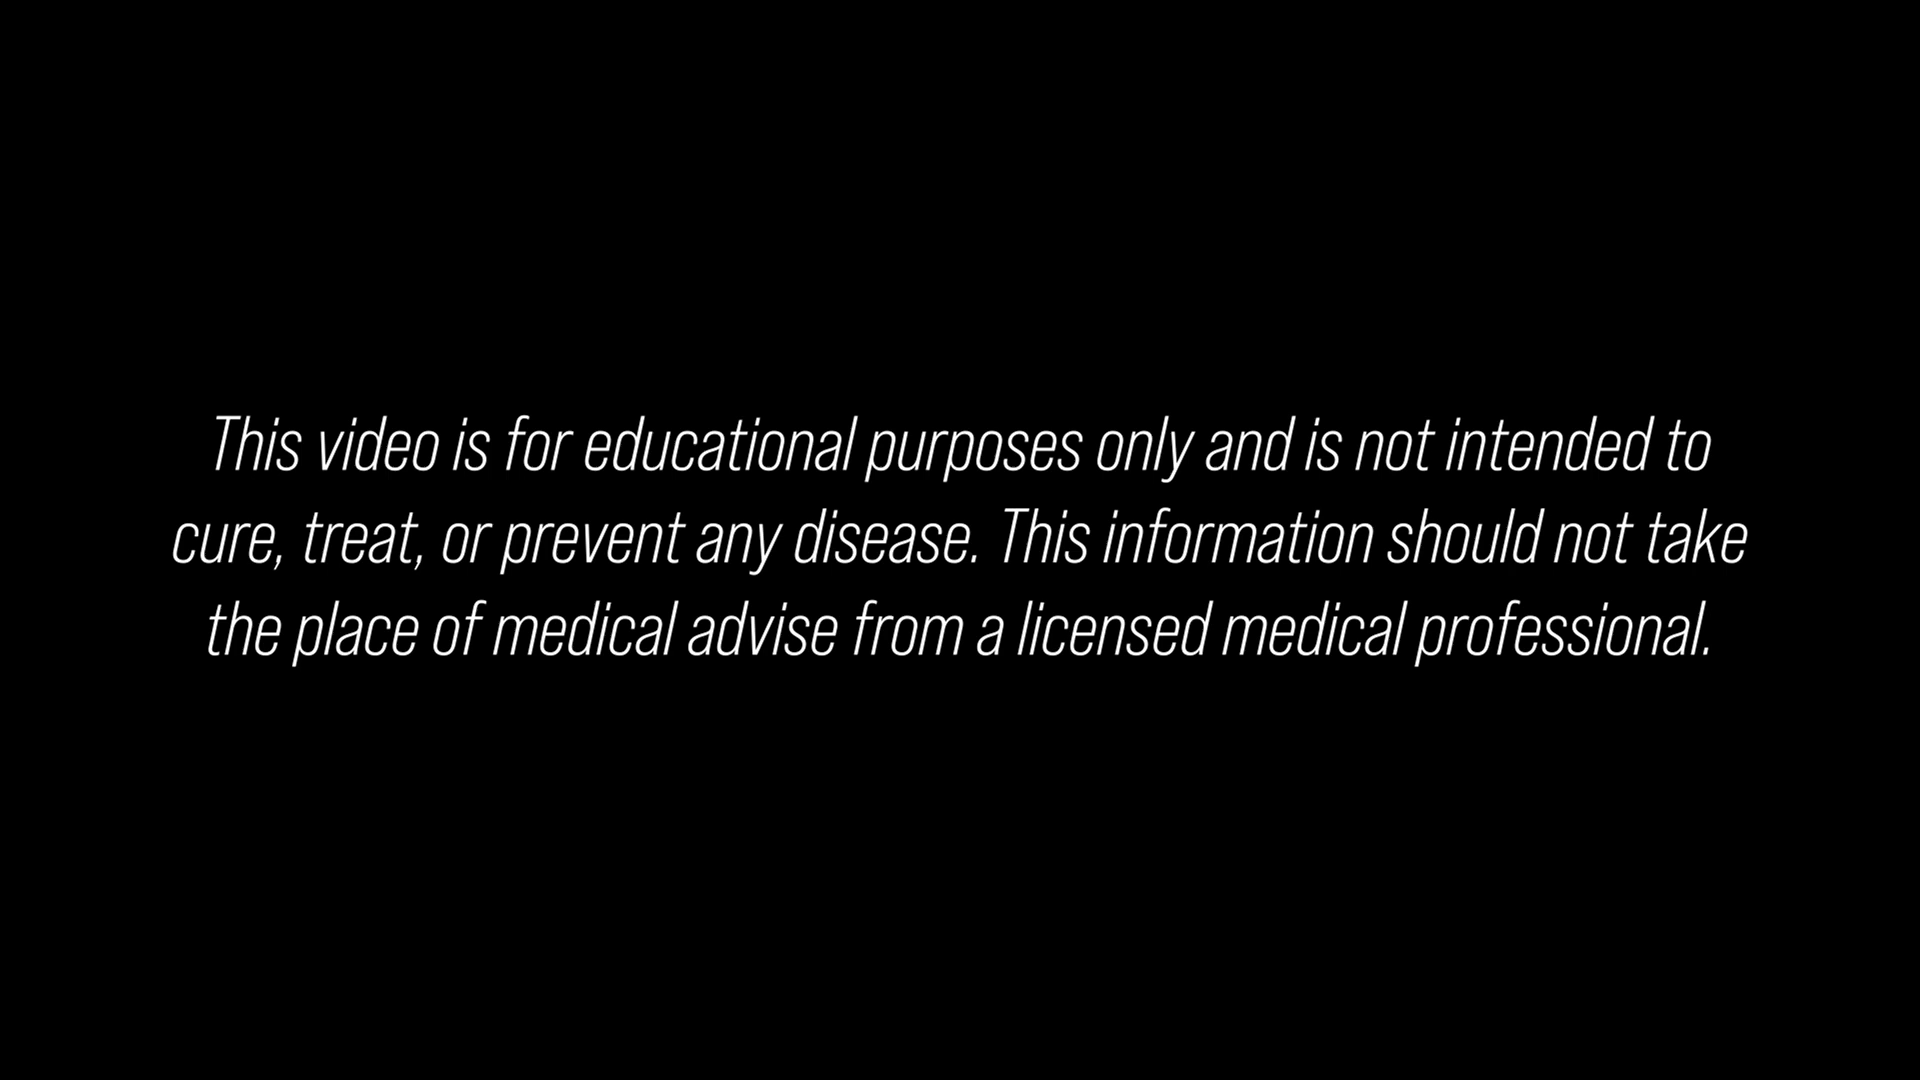 This video is for educational purposes only and is not intended to
cure, treat, or prevent any disease. This information should not take
the place of medical advise from a licensed medical professional.